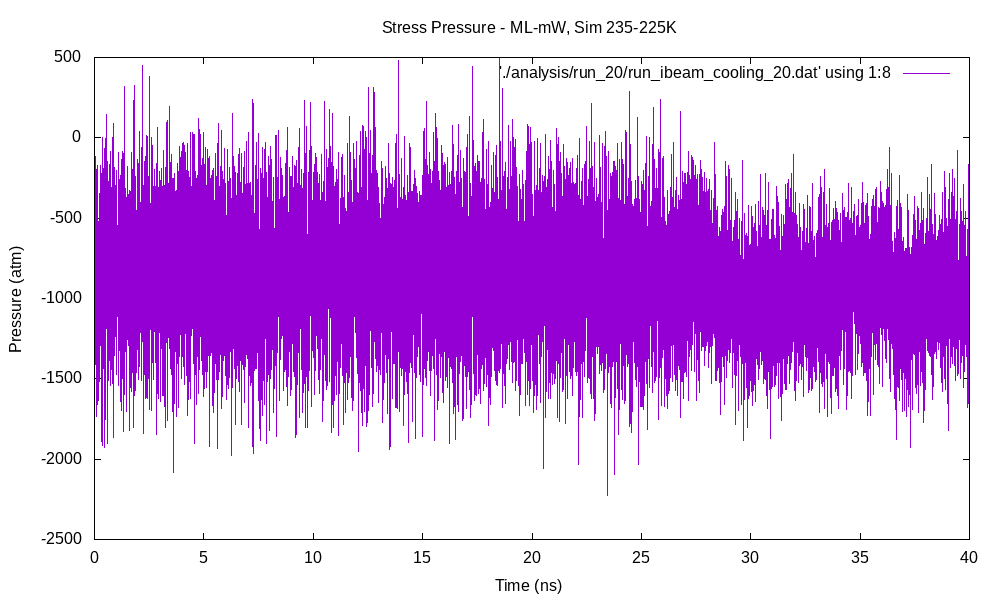 Stress Pressure - ML-mW, Sim 235-225K
'./analysis/run_20/run_ibeam_cooling_20.dat' using 1:8
500
0
-500
-1000
-1500
-2000
-2500
Pressure (atm)
0 5 10 15 20 25 30 35 40
Time (ns)